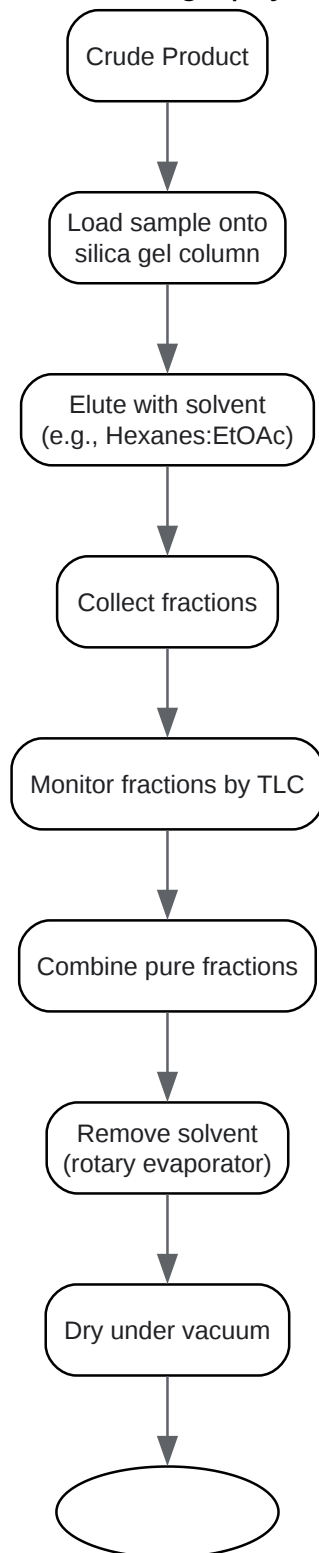 Crude Product
Load sample onto
silica gel column
Elute with solvent
(e.g., Hexanes:EtOAc)
Collect fractions
Monitor fractions by TLC
Combine pure fractions
Remove solvent
(rotary evaporator)
Dry under vacuum